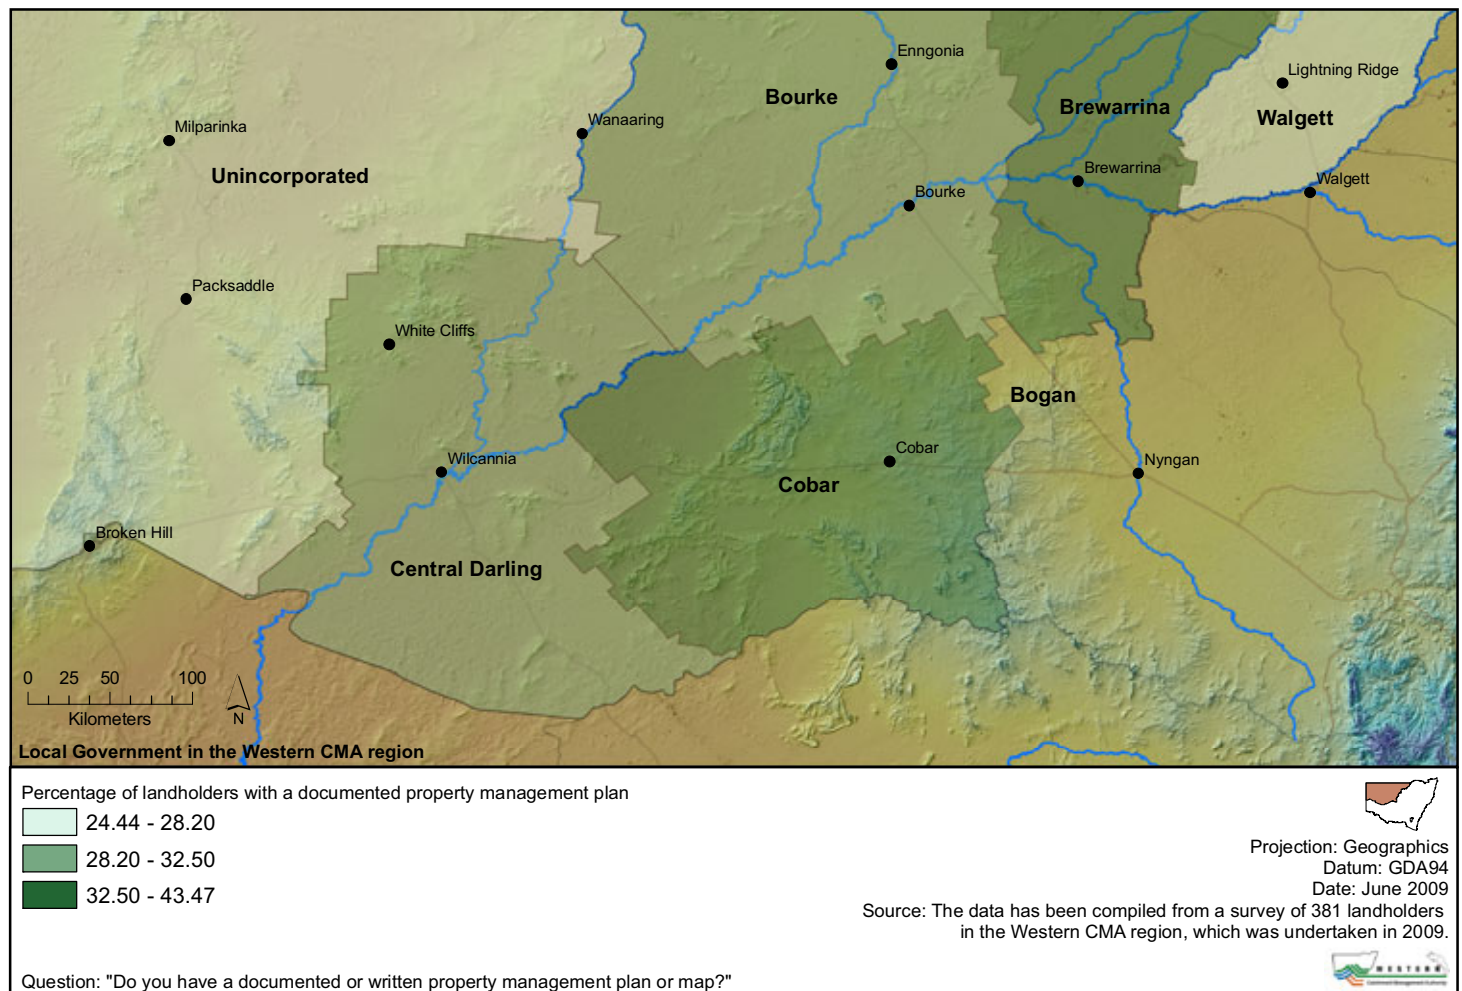 Enngonia
Lightning Ridge
Bourke
Brewarrina
Walgett
Wanaaring
Milparinka
Unincorporated
Brewarrina
Walgett
Bourke
Packsaddle
White Cliffs
Bogan
Wilcannia
Cobar
Nyngan
Cobar
Broken Hill
Central Darling
0 25 50 100
Kilometers
N
Local Government in the Western CMA region
Percentage of landholders with a documented property management plan
24.44 - 28.20
28.20 - 32.50
32.50 - 43.47
Projection: Geographics
Datum: GDA94
Date: June 2009
Source: The data has been compiled from a survey of 381 landholders
in the Western CMA region, which was undertaken in 2009.
WESTERN
Catchment Management Authority
Question: "Do you have a documented or written property management plan or map?"